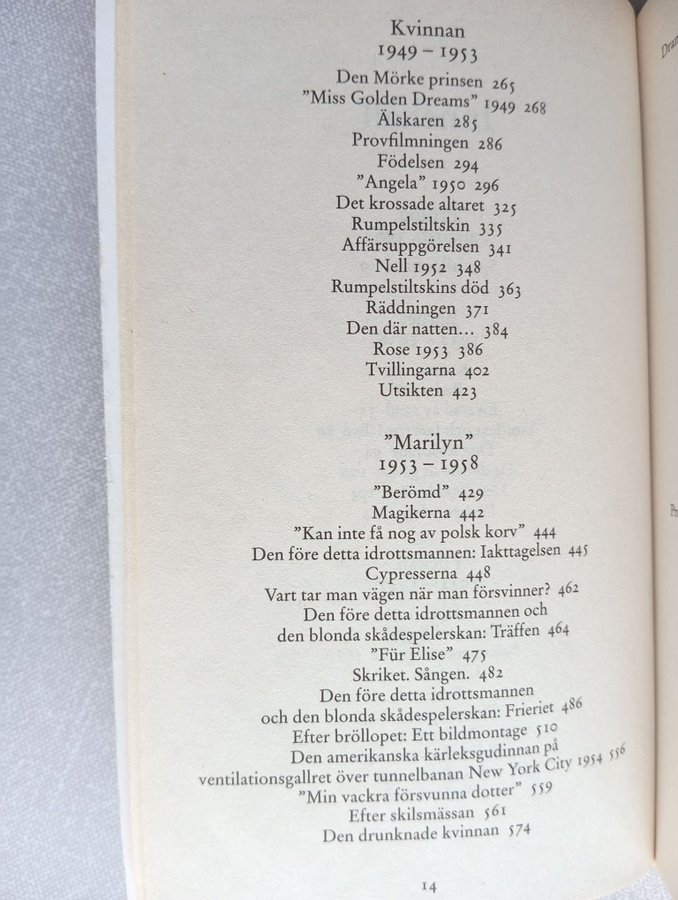 Kvinnan
1949 – 1953
Den Mörke prinsen 265
”Miss Golden Dreams” 1949 268
Älskaren 285
Provfilmningen 286
Födelsen 294
”Angela” 1950 296
Det krossade altaret 325
Rumpelstiltskin 335
Affärsuppgörelsen 341
Nell 1952 348
Rumpelstiltskins död 363
Räddningen 371
Den där natten... 384
Rose 1953 386
Tvillingarna 402
Utsikten 423
”Marilyn”
1953 – 1958
”Berömd” 429
Magikerna 442
”Kan inte få nog av polsk korv” 444
Den före detta idrottsmannen: Iakttagelsen 445
Cypresserna 448
Vart tar man vägen när man försvinner? 462
Den före detta idrottsmannen och
den blonda skådespelerskan: Träffen 464
”Für Elise” 475
Skriket. Sången. 482
Den före detta idrottsmannen
och den blonda skådespelerskan: Frieriet 486
Efter bröllopet: Ett bildmontage 510
Den amerikanska kärleksgudinnan på
ventilationsgallret över tunnelbanan New York City 1954 556
”Min vackra försvunna dotter” 559
Efter skilsmässan 561
Den drunknade kvinnan 574
14